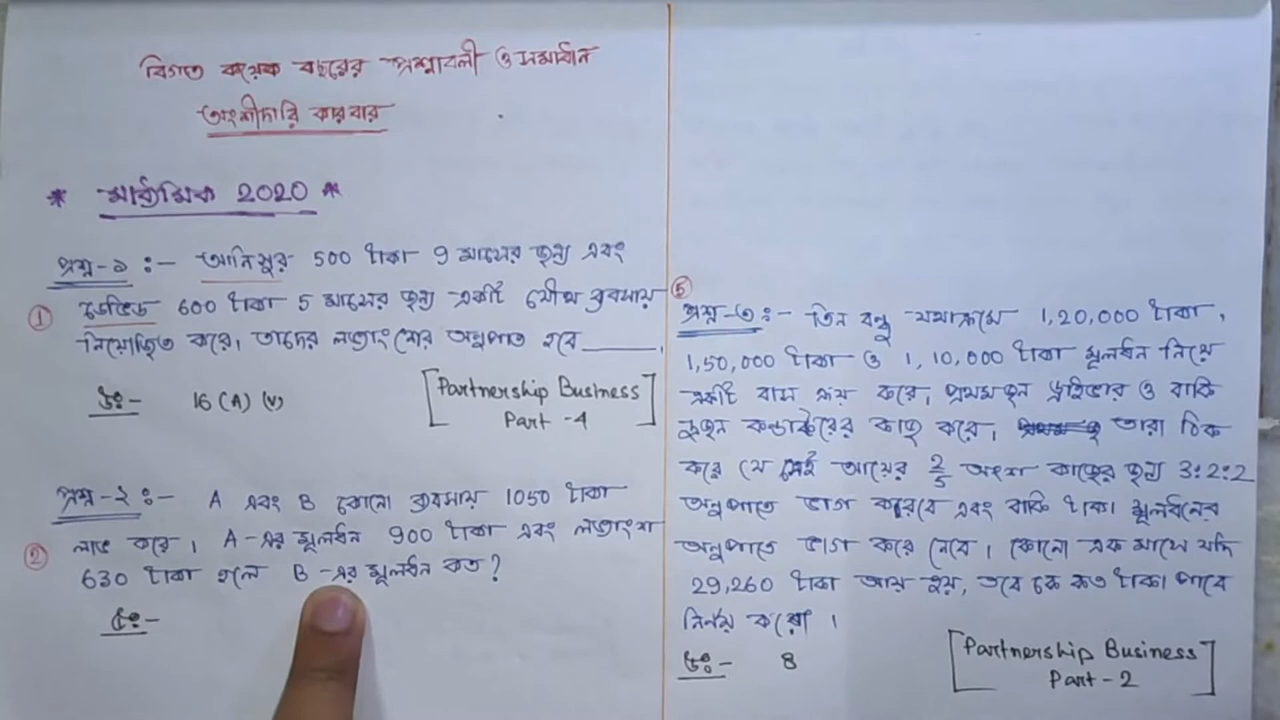 বিগত কয়েক বছরের প্রশ্নাবলী ও সমাধান
অংশীদারি কারবার
* মাধ্যমিক 2020 *
প্রশ্ন-১ :- আনিসুর 500 টাকা 9 মাসের জন্য এবং
① ডেভিড 600 টাকা 5 মাসের জন্য একটি যৌথ ব্যবসায়
নিয়োজিত করে, তাদের লভ্যাংশের অনুপাত হবে ______.
উঃ- 16 (A) (v)
[Partnership Business
Part -4]
প্রশ্ন-২ :- A এবং B কোনো ব্যবসায় 1050 টাকা
② লাভ করে। A-এর মূলধন 900 টাকা এবং লভ্যাংশ
630 টাকা হলে B-এর মূলধন কত?
উঃ-
⑤
প্রশ্ন-৩ :- তিন বন্ধু যথাক্রমে 1,20,000 টাকা,
1,50,000 টাকা ও 1,10,000 টাকা মূলধন নিয়ে
একটি বাস ক্রয় করে, প্রথমজন ড্রাইভার ও বাকি
দুজন কন্ডাক্টরের কাজ করে। তারা ঠিক
করে যে আয়ের 2/5 অংশ কাজের জন্য 3:2:2
অনুপাতে ভাগ করবে এবং বাকি টাকা মূলধনের
অনুপাতে ভাগ করে নেবে। কোনো এক মাসে যদি
29,260 টাকা আয় হয়, তবে কে কত টাকা পাবে
নির্ণয় করো।
উঃ- 8
[Partnership Business
Part - 2]